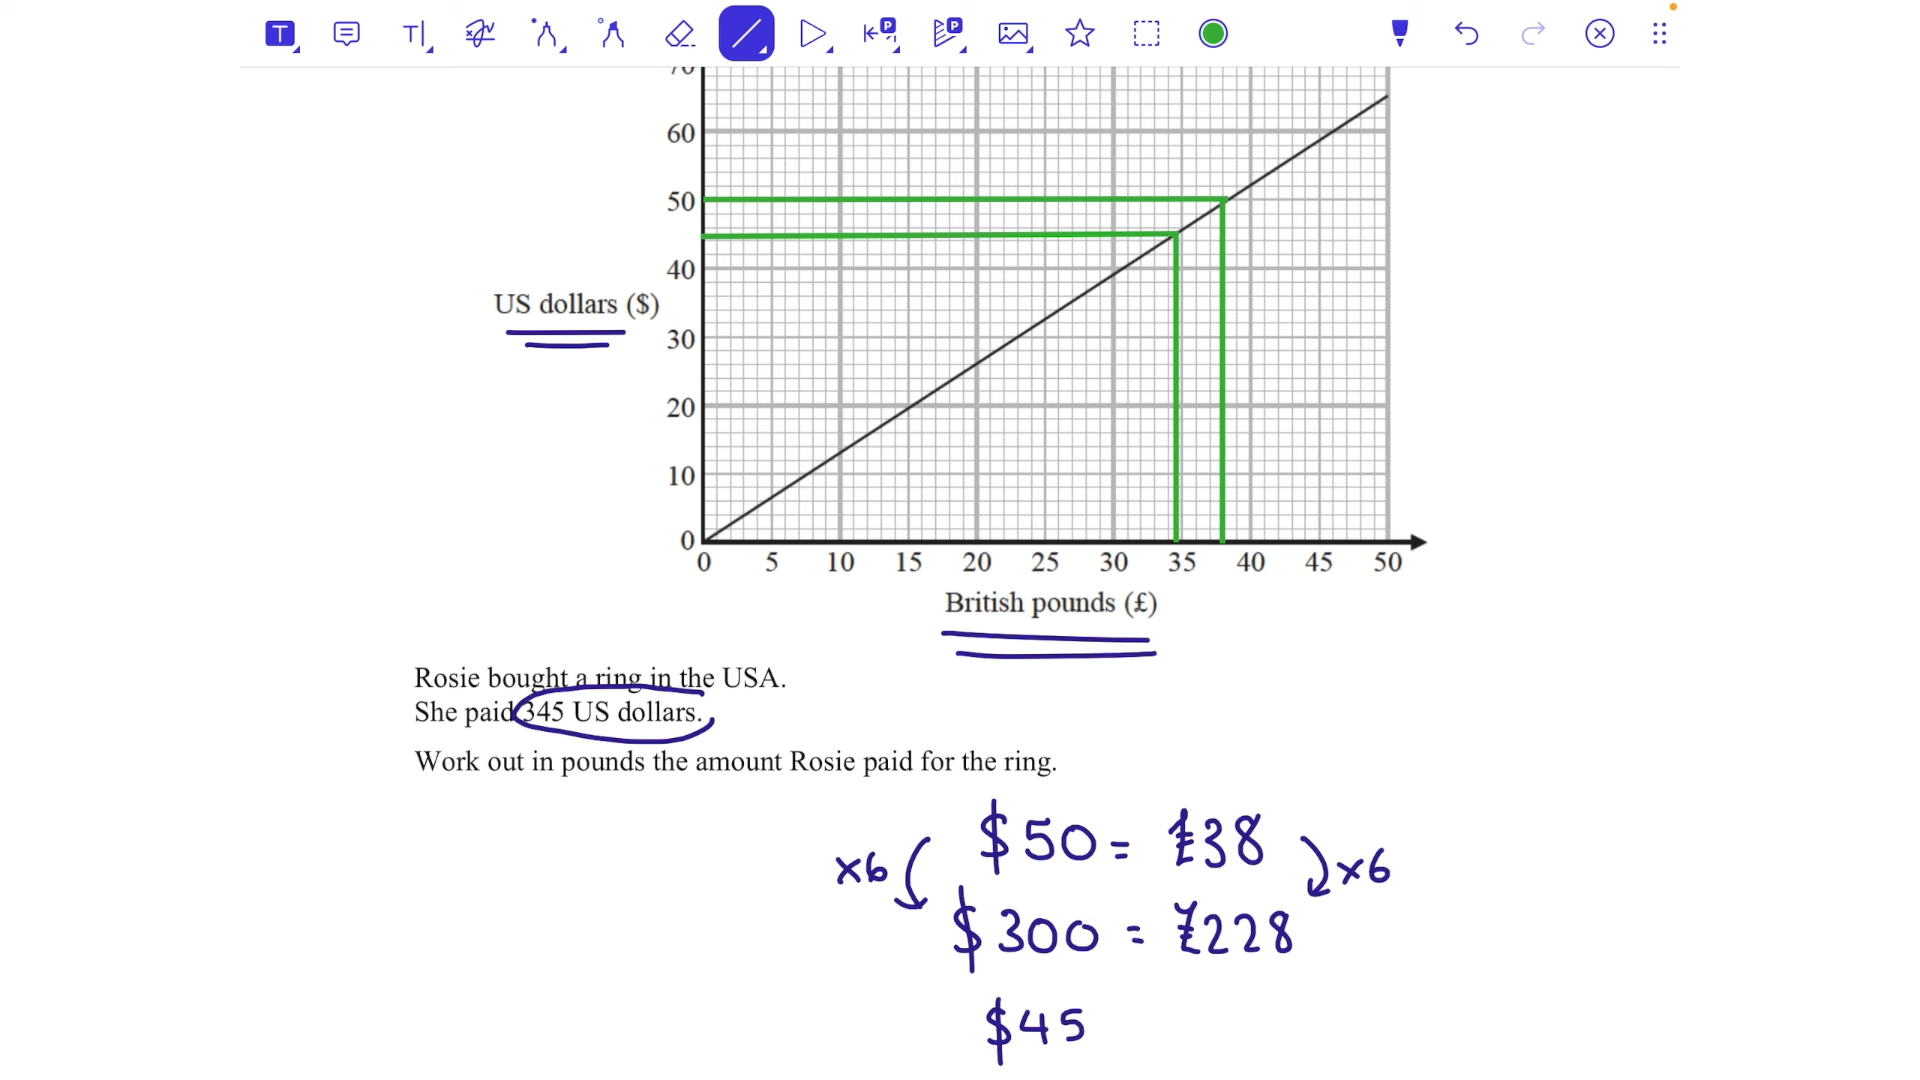 T
T|
P
P
70
60
50
40
30
20
10
0
US dollars ($)
0 5 10 15 20 25 30 35 40 45 50
British pounds (£)
Rosie bought a ring in the USA.
She paid 345 US dollars.
Work out in pounds the amount Rosie paid for the ring.
$50 = £38
x6 x6
$300 = £228
$45